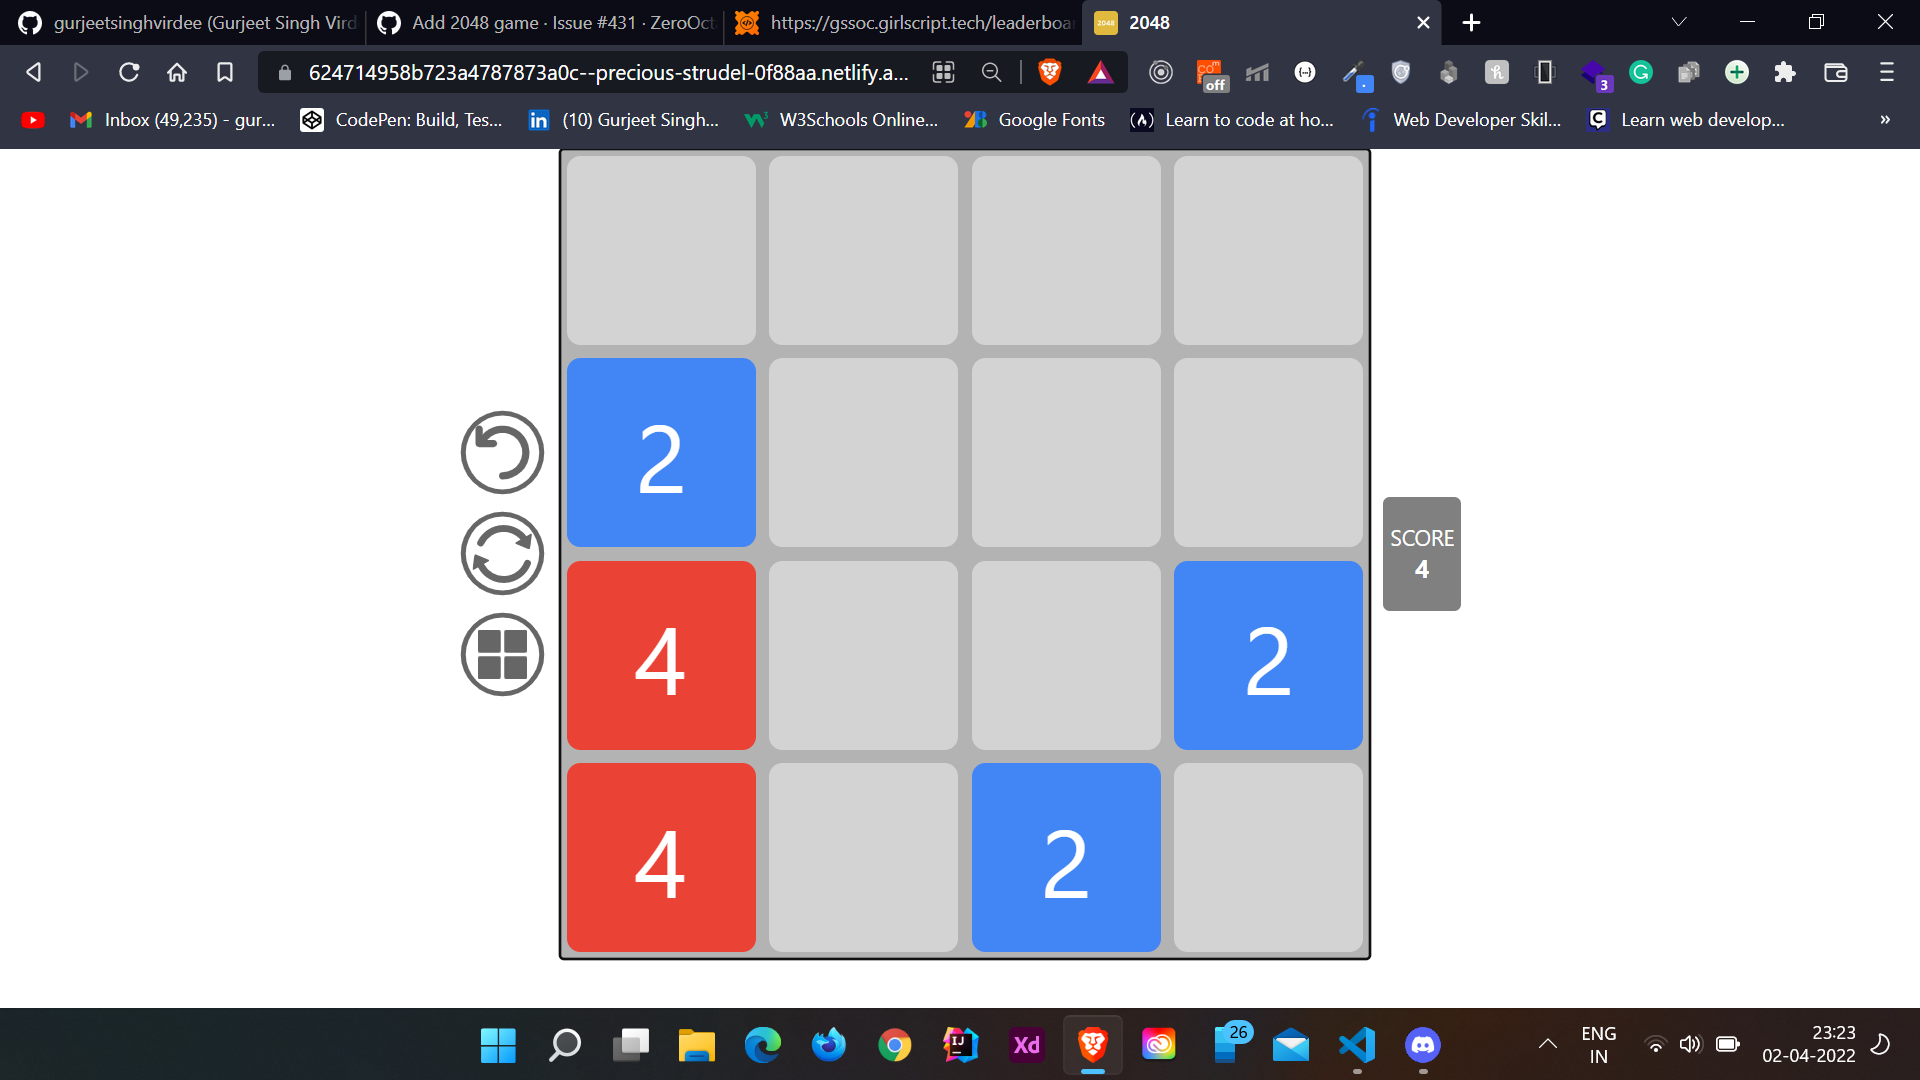 gurjeetsinghvirdee (Gurjeet Singh Vird
Add 2048 game · Issue #431 · ZeroOct
https://gssoc.girlscript.tech/leaderboa
2048
624714958b723a4787873a0c--precious-strudel-0f88aa.netlify.a...
off
3
Inbox (49,235) - gur...
CodePen: Build, Tes...
(10) Gurjeet Singh...
W3Schools Online...
Google Fonts
Learn to code at ho...
Web Developer Skil...
Learn web develop...
»
2
4
2
4
2
SCORE
4
26
ENG
IN
23:23
02-04-2022